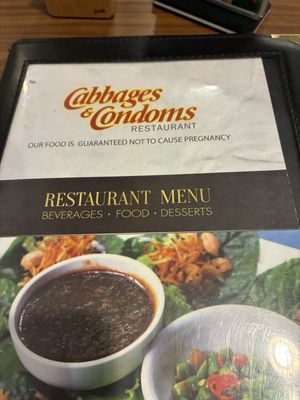 Cabbages
& Condoms
RESTAURANT
OUR FOOD IS GUARANTEED NOT TO CAUSE PREGNANCY
RESTAURANT MENU
BEVERAGES · FOOD · DESSERTS